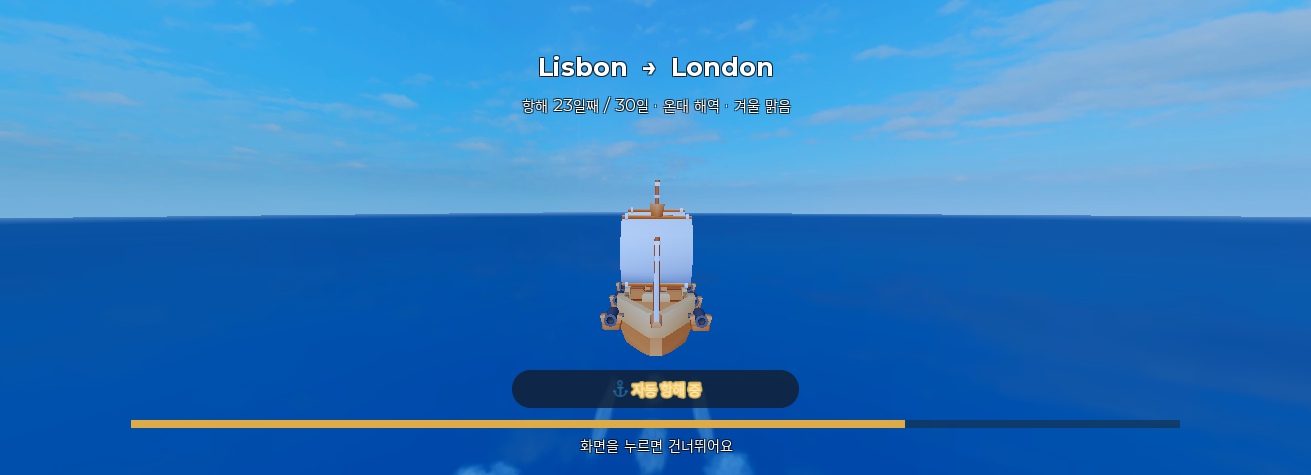 Lisbon → London
항해 23일째 / 30일 · 온대 해역 · 겨울 맑음
⚓ 자동 항해 중
화면을 누르면 건너뛰어요